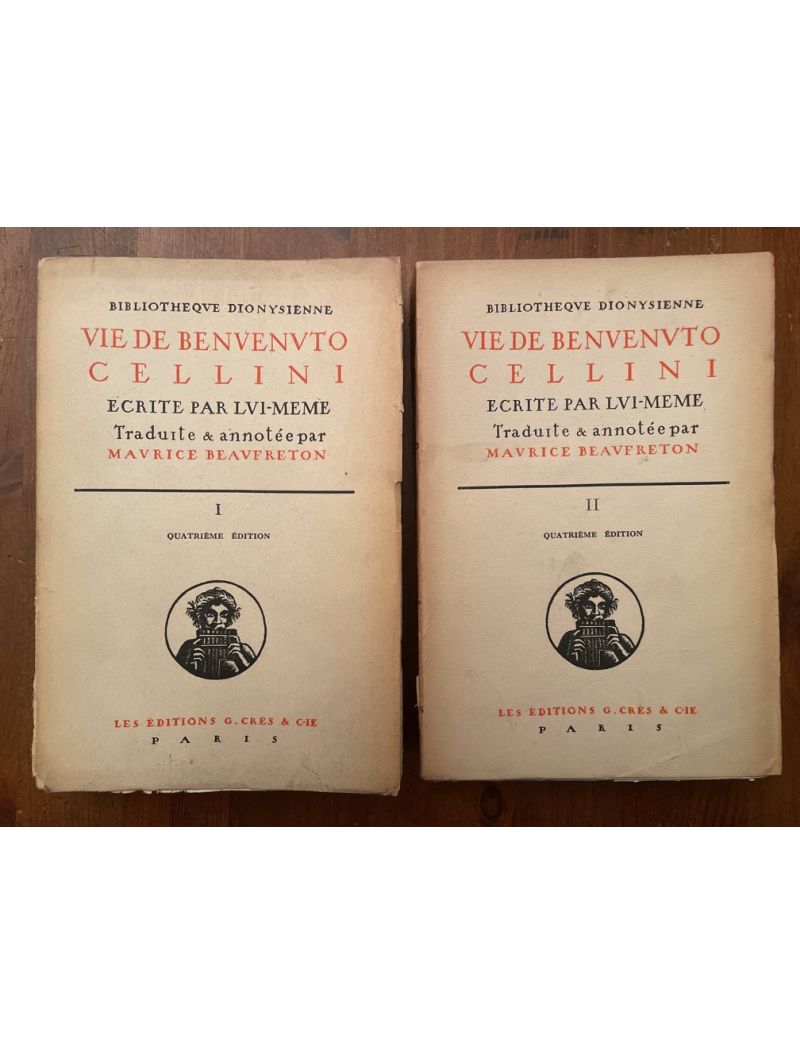 BIBLIOTHEQVE DIONYSIENNE
VIE DE BENVENVTO
CELLINI
ECRITE PAR LVI-MEME
Traduite & annotée par
MAVRICE BEAVFRETON
I
QUATRIÈME ÉDITION
LES ÉDITIONS G. CRÈS & C-IE
PARIS
BIBLIOTHEQVE DIONYSIENNE
VIE DE BENVENVTO
CELLINI
ECRITE PAR LVI-MEME
Traduite & annotée par
MAVRICE BEAVFRETON
II
QUATRIÈME ÉDITION
LES ÉDITIONS G. CRÈS & C-IE
PARIS